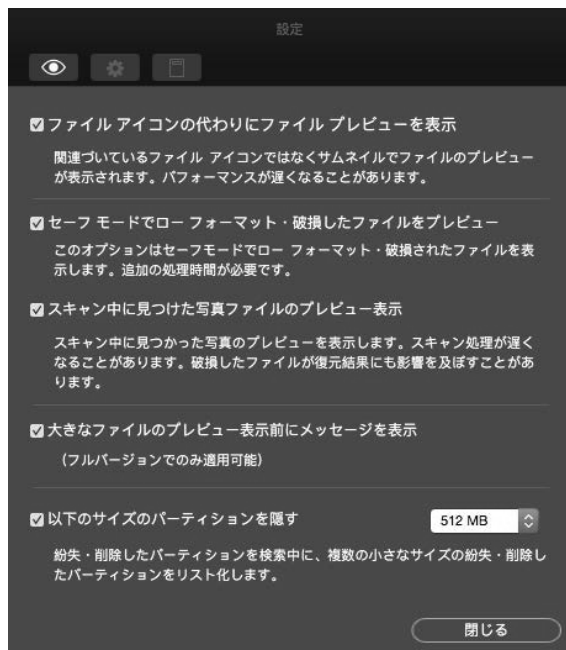 設定
ファイル アイコンの代わりにファイル プレビューを表示
関連づいているファイル アイコンではなくサムネイルでファイルのプレビュー
が表示されます。パフォーマンスが遅くなることがあります。
セーフ モードでロー フォーマット・破損したファイルをプレビュー
このオプションはセーフモードでロー フォーマット・破損されたファイルを表
示します。追加の処理時間が必要です。
スキャン中に見つけた写真ファイルのプレビュー表示
スキャン中に見つかった写真のプレビューを表示します。スキャン処理が遅く
なることがあります。破損したファイルが復元結果にも影響を及ぼすことがあ
ります。
大きなファイルのプレビュー表示前にメッセージを表示
(フルバージョンでのみ適用可能)
以下のサイズのパーティションを隠す 512 MB
紛失・削除したパーティションを検索中に、複数の小さなサイズの紛失・削除し
たパーティションをリスト化します。
閉じる